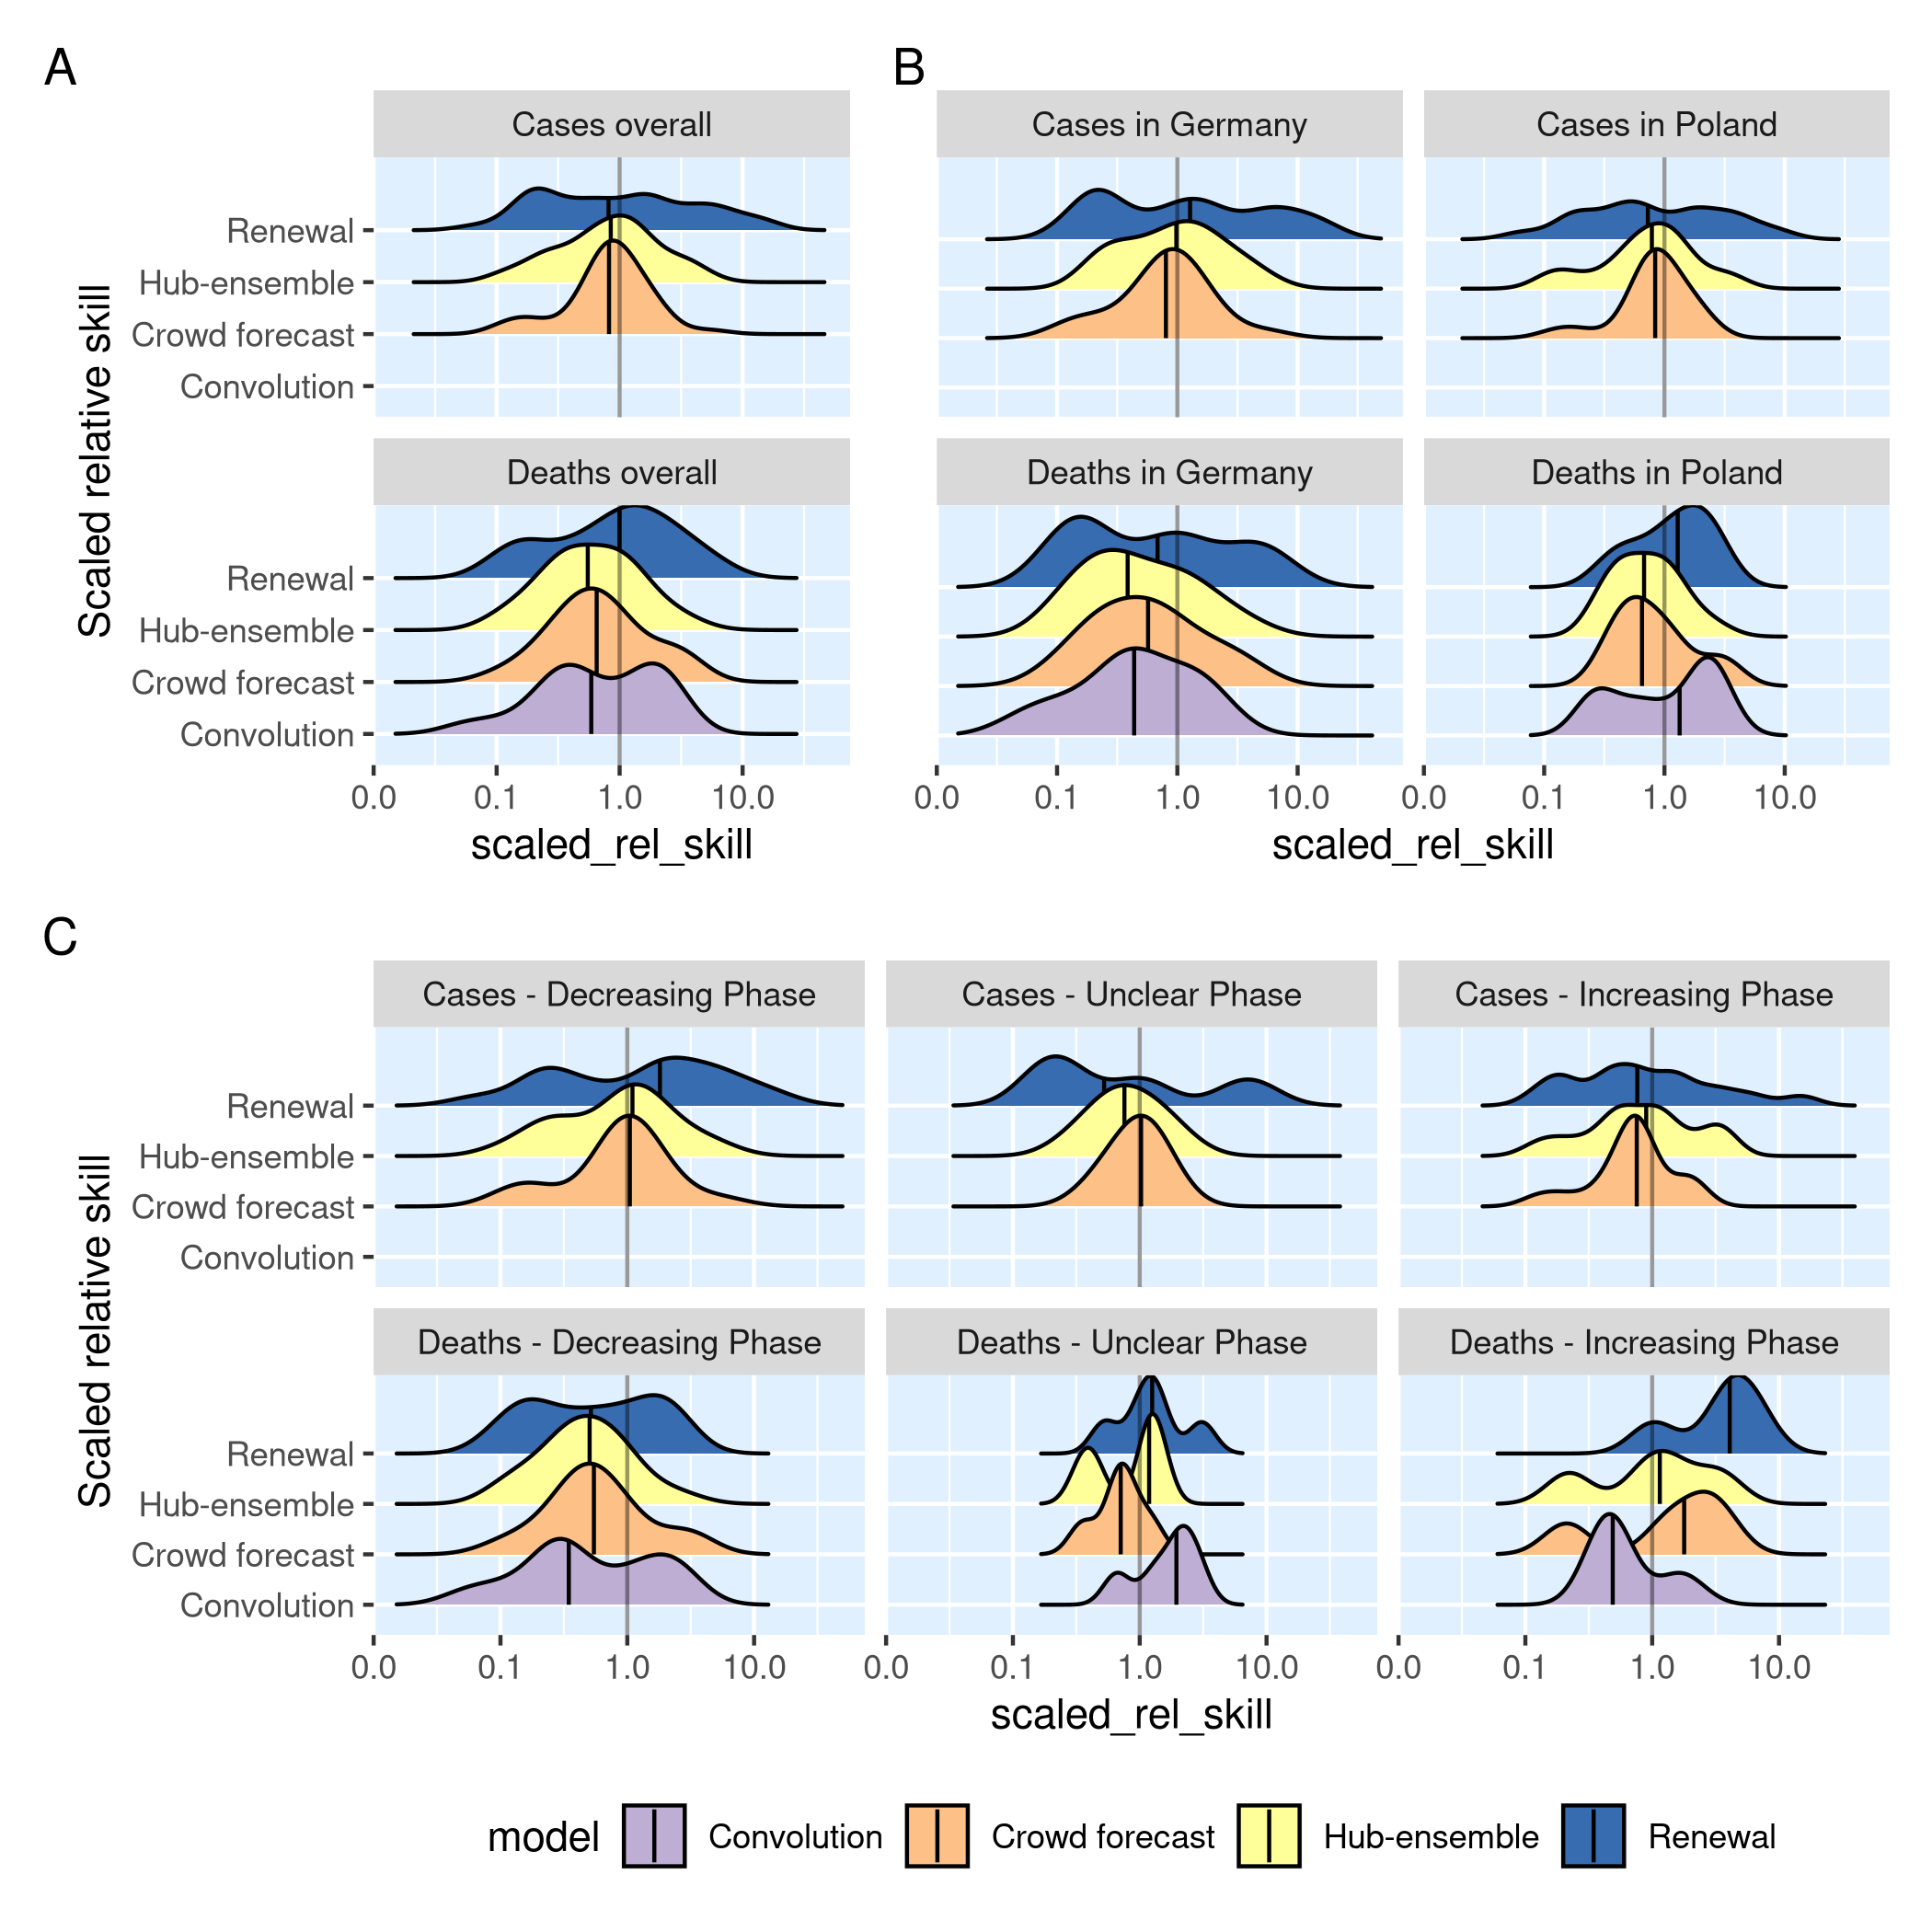 A
B
Cases overall
Cases in Germany
Cases in Poland
Renewal
Hub-ensemble
Crowd forecast
Convolution
Deaths overall
Deaths in Germany
Deaths in Poland
Renewal
Hub-ensemble
Crowd forecast
Convolution
Scaled relative skill
0.0 0.1 1.0 10.0
0.0 0.1 1.0 10.0
0.0 0.1 1.0 10.0
scaled_rel_skill
scaled_rel_skill
C
Cases - Decreasing Phase
Cases - Unclear Phase
Cases - Increasing Phase
Renewal
Hub-ensemble
Crowd forecast
Convolution
Deaths - Decreasing Phase
Deaths - Unclear Phase
Deaths - Increasing Phase
Renewal
Hub-ensemble
Crowd forecast
Convolution
Scaled relative skill
0.0 0.1 1.0 10.0
0.0 0.1 1.0 10.0
0.0 0.1 1.0 10.0
scaled_rel_skill
model Convolution Crowd forecast Hub-ensemble Renewal